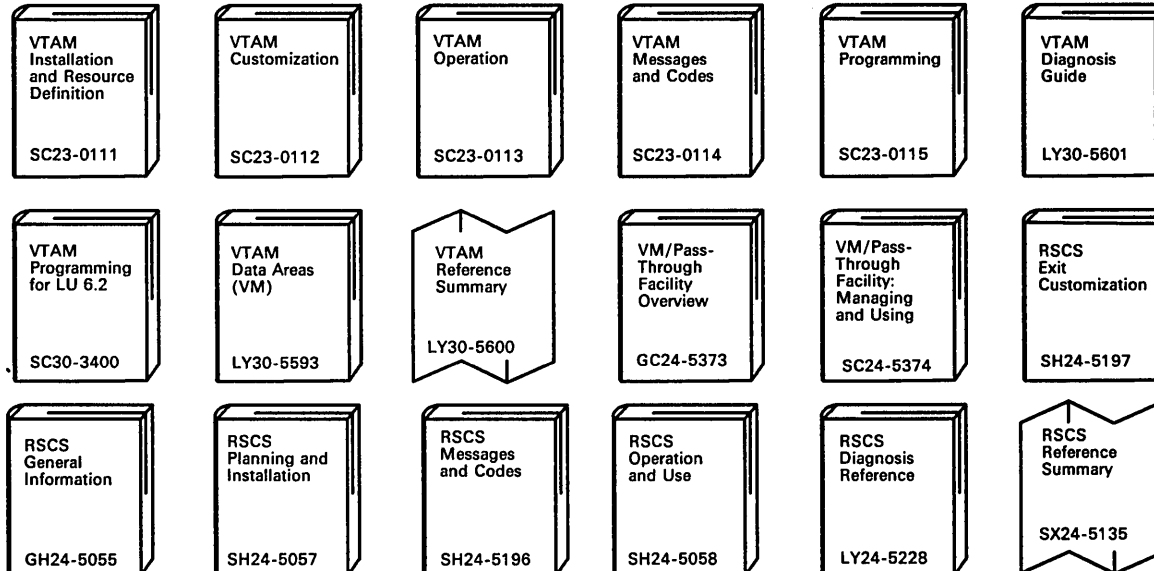 VTAM
Installation
and Resource
Definition
SC23-0111
VTAM
Customization
SC23-0112
VTAM
Operation
SC23-0113
VTAM
Messages
and Codes
SC23-0114
VTAM
Programming
SC23-0115
VTAM
Diagnosis
Guide
LY30-5601
VTAM
Programming
for LU 6.2
SC30-3400
VTAM
Data Areas
(VM)
LY30-5593
VTAM
Reference
Summary
LY30-5600
VM/Pass-
Through
Facility
Overview
GC24-5373
VM/Pass-
Through
Facility:
Managing
and Using
SC24-5374
RSCS
Exit
Customization
SH24-5197
RSCS
General
Information
GH24-5055
RSCS
Planning and
Installation
SH24-5057
RSCS
Messages
and Codes
SH24-5196
RSCS
Operation
and Use
SH24-5058
RSCS
Diagnosis
Reference
LY24-5228
RSCS
Reference
Summary
SX24-5135